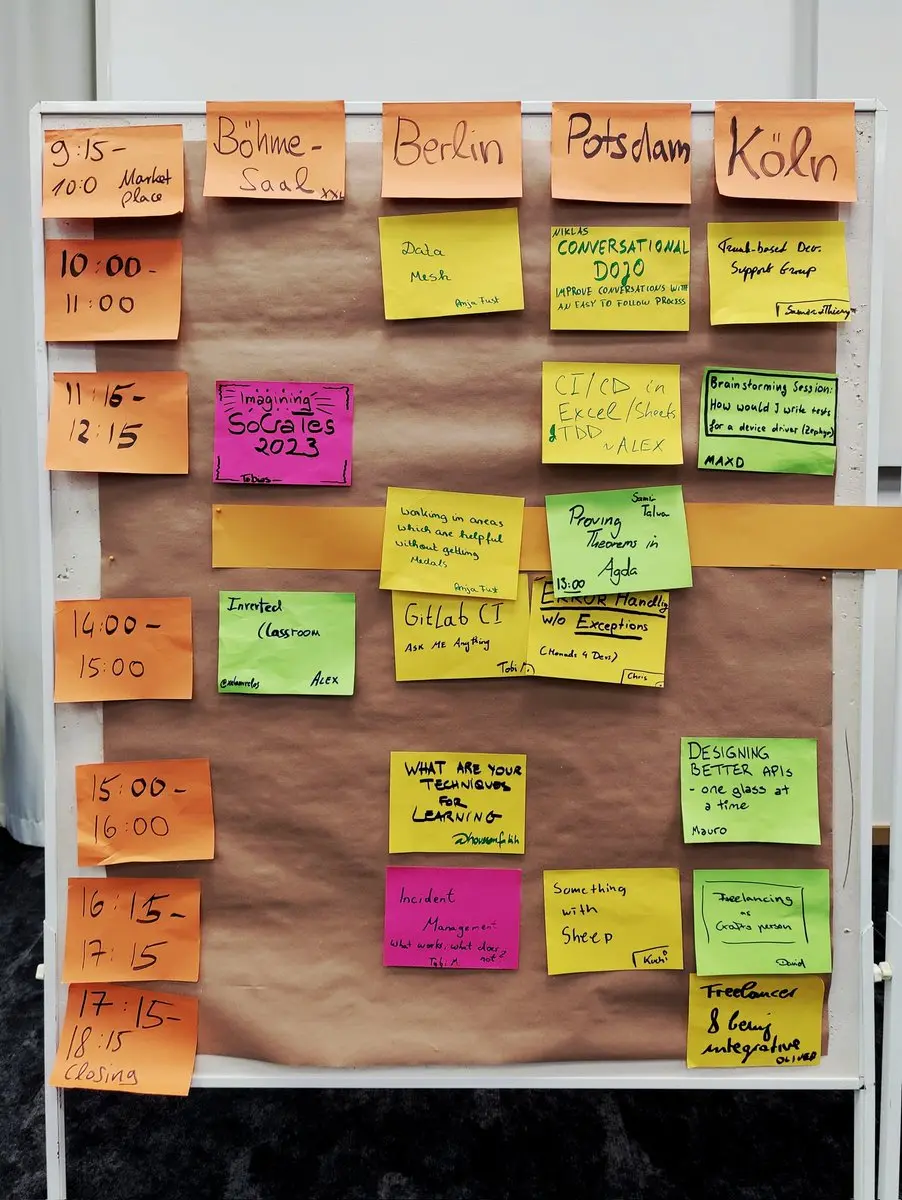 9:15-
10:0 Market
place
Böhme-
Saal XXL
Berlin
Potsdam
Köln
10:00-
11:00
Data
Mesh
Anja Fust
NIKLAS
CONVERSATIONAL
DOJO
IMPROVE CONVERSATIONS WITH
AN EASY TO FOLLOW PROCESS
Trunk-based Dev.
Support Group
11:15-
12:15
Imagining
SoCraTes
2023
Tobias
CI/CD in
Excel/Sheets
& TDD
~ALEX
Brainstorming Session:
How would I write tests
for a device driver (Zephyr)
MAXD
Working in areas
which are helpful
without getting
Medals
Anja Fust
Samir
Talwar
Proving
Theorems in
Agda
13:00
14:00-
15:00
Inverted
Classroom
ALEX
GitLab CI
ASK ME Anything
Tobi M.
ERROR Handling
w/o Exceptions
(Monads 4 Devs)
Chris
15:00-
16:00
WHAT ARE YOUR
TECHNIQUES
FOR
LEARNING
DESIGNING
BETTER APIs
- one glass at
a time
Mauro
16:15-
17:15
Incident
Management
What works, what does
not?
Tobi M.
Something
with
Sheep
Freelancing
as
Crafts person
David
17:15-
18:15
Closing
Freelancer
& being
integrative
OLIVER